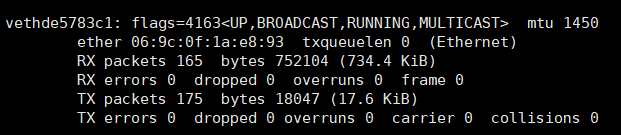 vethde5783c1: flags=4163<UP,BROADCAST,RUNNING,MULTICAST>  mtu 1450
        ether 06:9c:0f:1a:e8:93  txqueuelen 0  (Ethernet)
        RX packets 165  bytes 752104 (734.4 KiB)
        RX errors 0  dropped 0  overruns 0  frame 0
        TX packets 175  bytes 18047 (17.6 KiB)
        TX errors 0  dropped 0 overruns 0  carrier 0  collisions 0